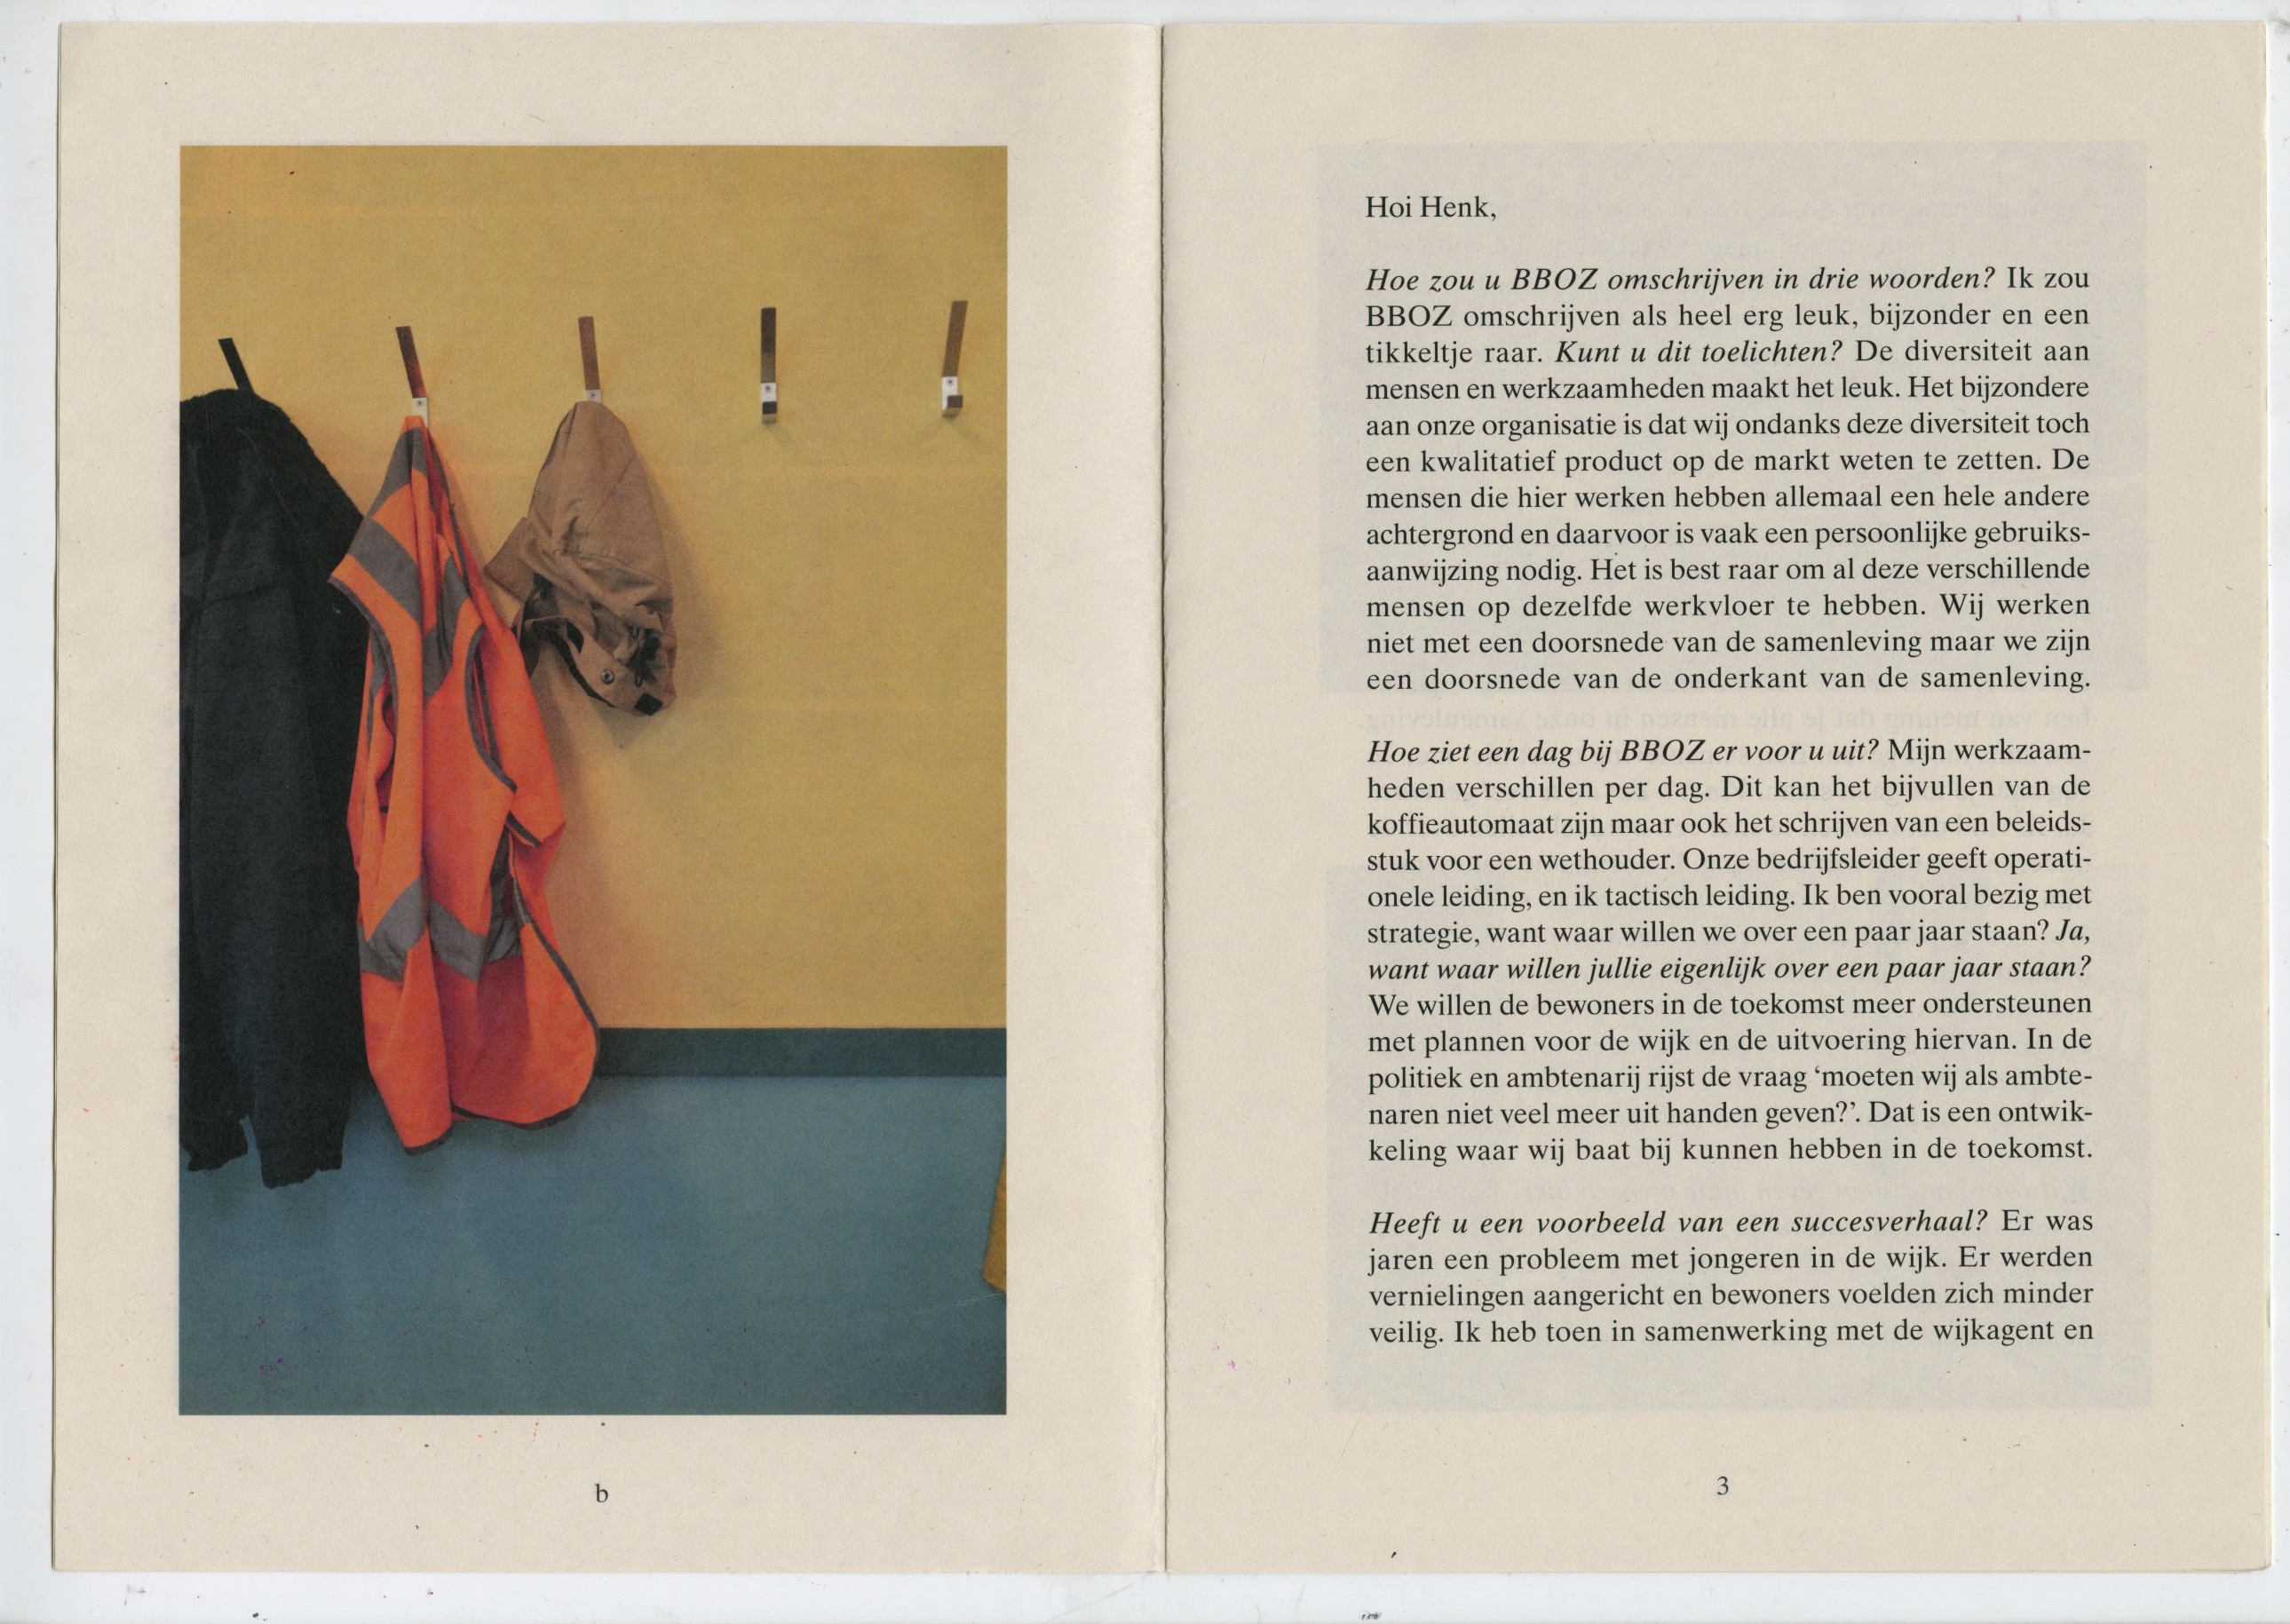 b
Hoi Henk,
Hoe zou u BBOZ omschrijven in drie woorden? Ik zou
BBOZ omschrijven als heel erg leuk, bijzonder en een
tikkeltje raar. Kunt u dit toelichten? De diversiteit aan
mensen en werkzaamheden maakt het leuk. Het bijzondere
aan onze organisatie is dat wij ondanks deze diversiteit toch
een kwalitatief product op de markt weten te zetten. De
mensen die hier werken hebben allemaal een hele andere
achtergrond en daarvoor is vaak een persoonlijke gebruiks-
aanwijzing nodig. Het is best raar om al deze verschillende
mensen op dezelfde werkvloer te hebben. Wij werken
niet met een doorsnede van de samenleving maar we zijn
een doorsnede van de onderkant van de samenleving.
Hoe ziet een dag bij BBOZ er voor u uit? Mijn werkzaam-
heden verschillen per dag. Dit kan het bijvullen van de
koffieautomaat zijn maar ook het schrijven van een beleids-
stuk voor een wethouder. Onze bedrijfsleider geeft operati-
onele leiding, en ik tactisch leiding. Ik ben vooral bezig met
strategie, want waar willen we over een paar jaar staan? Ja,
want waar willen jullie eigenlijk over een paar jaar staan?
We willen de bewoners in de toekomst meer ondersteunen
met plannen voor de wijk en de uitvoering hiervan. In de
politiek en ambtenarij rijst de vraag ‘moeten wij als ambte-
naren niet veel meer uit handen geven?’. Dat is een ontwik-
keling waar wij baat bij kunnen hebben in de toekomst.
Heeft u een voorbeeld van een succesverhaal? Er was
jaren een probleem met jongeren in de wijk. Er werden
vernielingen aangericht en bewoners voelden zich minder
veilig. Ik heb toen in samenwerking met de wijkagent en
3